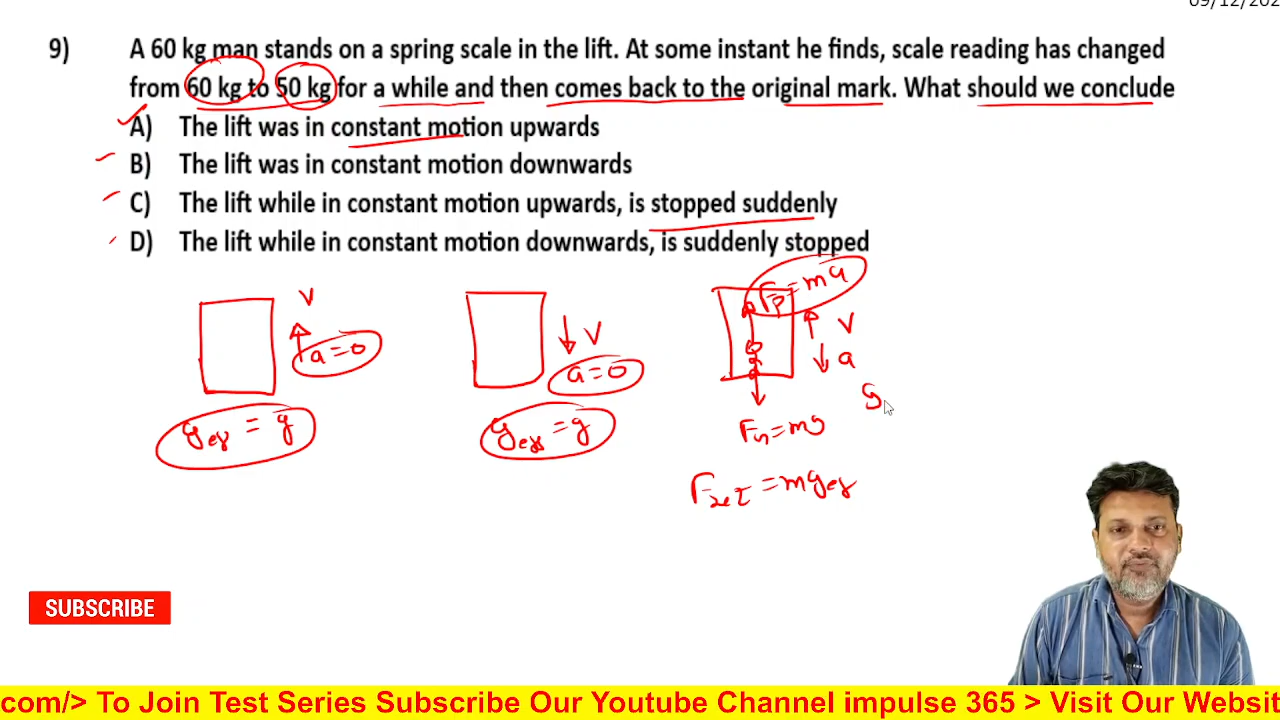 09/12/202
9) A 60 kg man stands on a spring scale in the lift. At some instant he finds, scale reading has changed
from 60 kg to 50 kg for a while and then comes back to the original mark. What should we conclude
A) The lift was in constant motion upwards
B) The lift was in constant motion downwards
C) The lift while in constant motion upwards, is stopped suddenly
D) The lift while in constant motion downwards, is suddenly stopped
V
a=0
V
a=0
Fp=ma
V
a
g
geff = g
geff = g
Fg=mg
Fnet = mgeff
SUBSCRIBE
com/> To Join Test Series Subscribe Our Youtube Channel impulse 365 > Visit Our Websit